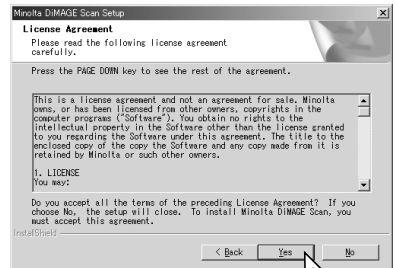 Minolta DiMAGE Scan Setup
License Agreement
Please read the following license agreement
carefully.
Press the PAGE DOWN key to see the rest of the agreement.
This is a license agreement and not an agreement for sale. Minolta
owns, or has been licensed from other owners, copyrights in the
computer programs ("Software"). You obtain no rights to the
intellectual property in the Software other than the license granted
to you regarding the Software under this agreement. The title to the
enclosed copy of the copy the Software and any copy made from it is
retained by Minolta or such other owners.
1. LICENSE
You may:
Do you accept all the terms of the preceding License Agreement? If you
choose No, the setup will close. To install Minolta DiMAGE Scan, you
must accept this agreement.
InstallShield
< Back Yes No